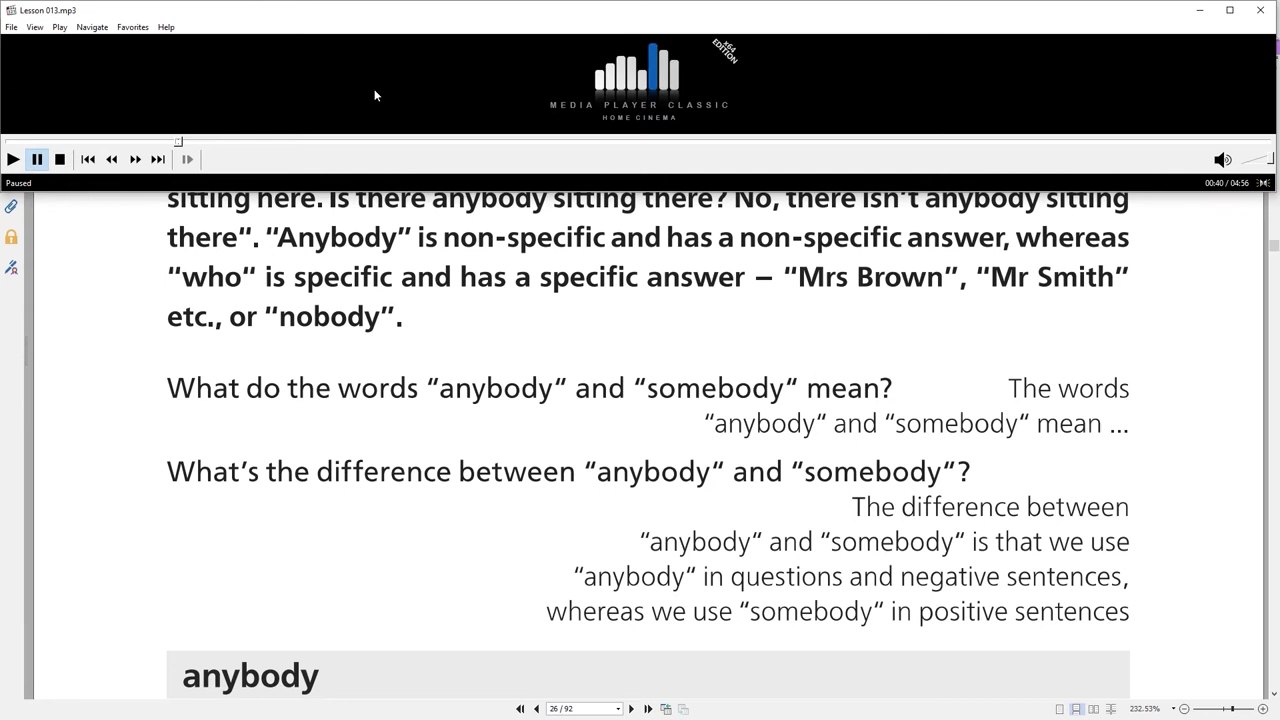 Lesson 013.mp3
File View Play Navigate Favorites Help
x64 EDITION
MEDIA PLAYER CLASSIC
HOME CINEMA
Paused
00:40 / 04:56
sitting here. Is there anybody sitting there? No, there isn't anybody sitting
there“. “Anybody” is non-specific and has a non-specific answer, whereas
“who“ is specific and has a specific answer – “Mrs Brown”, “Mr Smith”
etc., or “nobody”.
What do the words “anybody” and “somebody“ mean? The words
“anybody” and “somebody“ mean ...
What's the difference between “anybody“ and “somebody“?
The difference between
“anybody“ and “somebody“ is that we use
“anybody“ in questions and negative sentences,
whereas we use “somebody“ in positive sentences
anybody
26 / 92
232.53%